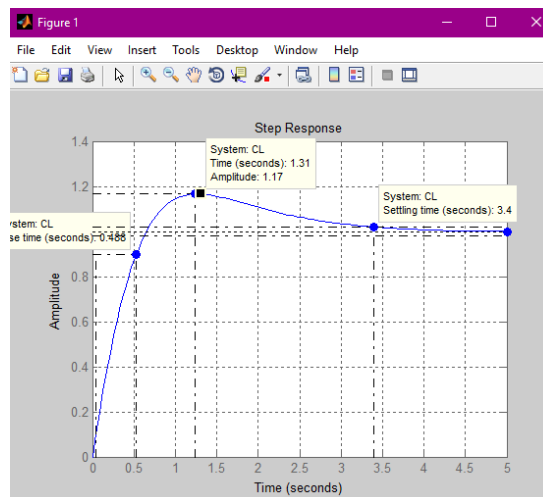 Figure 1
File Edit View Insert Tools Desktop Window Help
Step Response
System: CL
Time (seconds): 1.31
Amplitude: 1.17
System: CL
Settling time (seconds): 3.4
ystem: CL
se time (seconds): 0.488
Amplitude
1.4
1.2
1
0.8
0.6
0.4
0.2
0
0 0.5 1 1.5 2 2.5 3 3.5 4 4.5 5
Time (seconds)